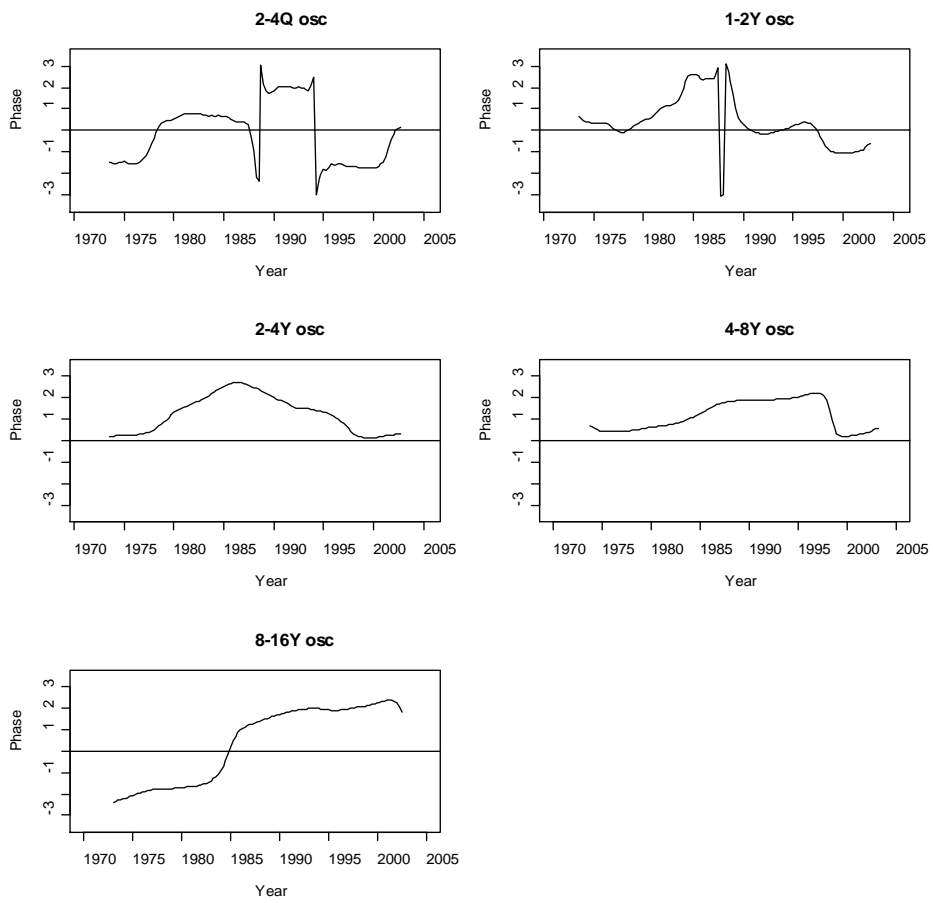 2-4Q osc
Phase
-3 -1 1 2 3
1970 1975 1980 1985 1990 1995 2000 2005
Year
1-2Y osc
Phase
-3 -1 1 2 3
1970 1975 1980 1985 1990 1995 2000 2005
Year
2-4Y osc
Phase
-3 -1 1 2 3
1970 1975 1980 1985 1990 1995 2000 2005
Year
4-8Y osc
Phase
-3 -1 1 2 3
1970 1975 1980 1985 1990 1995 2000 2005
Year
8-16Y osc
Phase
-3 -1 1 2 3
1970 1975 1980 1985 1990 1995 2000 2005
Year